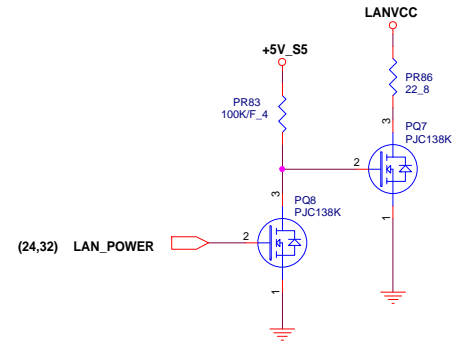 LANVCC
+5V_S5
PR86
22_8
PR83
100K/F_4
3
PQ7
PJC138K
2
1
3
PQ8
PJC138K
2
(24,32) LAN_POWER
1